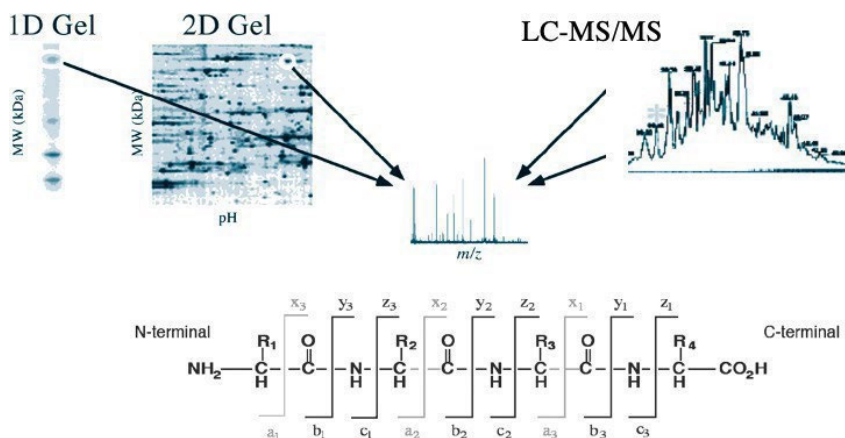 1D Gel
2D Gel
LC-MS/MS
MW (kDa)
MW (kDa)
pH
m/z
x3 y3 z3 x2 y2 z2 x1 y1 z1
N-terminal
C-terminal
R1 O R2 O R3 O R4
NH2 C C N C C N C C N C CO2H
H H H H H H H
a1 b1 c1 a2 b2 c2 a3 b3 c3